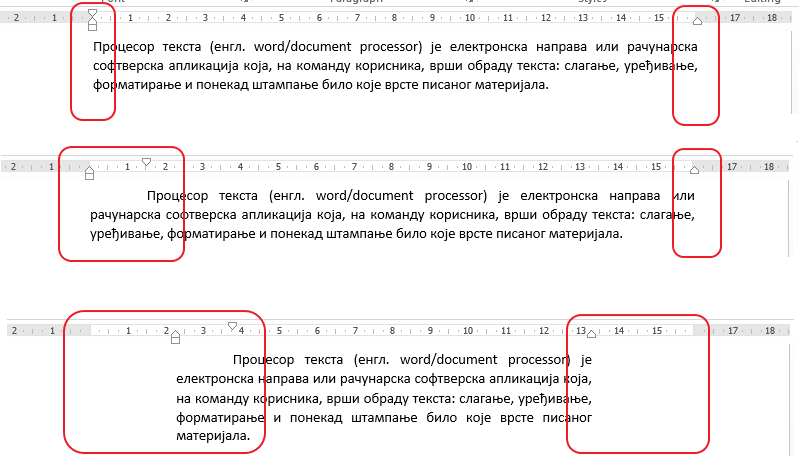 2 1 1 2 3 4 5 6 7 8 9 10 11 12 13 14 15 17 18
Процесор текста (енгл. word/document processor) је електронска направа или рачунарска
софтверска апликација која, на команду корисника, врши обраду текста: слагање, уређивање,
форматирање и понекад штампање било које врсте писаног материјала.
2 1 1 2 3 4 5 6 7 8 9 10 11 12 13 14 15 17 18
Процесор текста (енгл. word/document processor) је електронска направа или
рачунарска софтверска апликација која, на команду корисника, врши обраду текста: слагање,
уређивање, форматирање и понекад штампање било које врсте писаног материјала.
2 1 1 2 3 4 5 6 7 8 9 10 11 12 13 14 15 17 18
Процесор текста (енгл. word/document processor) је
електронска направа или рачунарска софтверска апликација која,
на команду корисника, врши обраду текста: слагање, уређивање,
форматирање и понекад штампање било које врсте писаног
материјала.